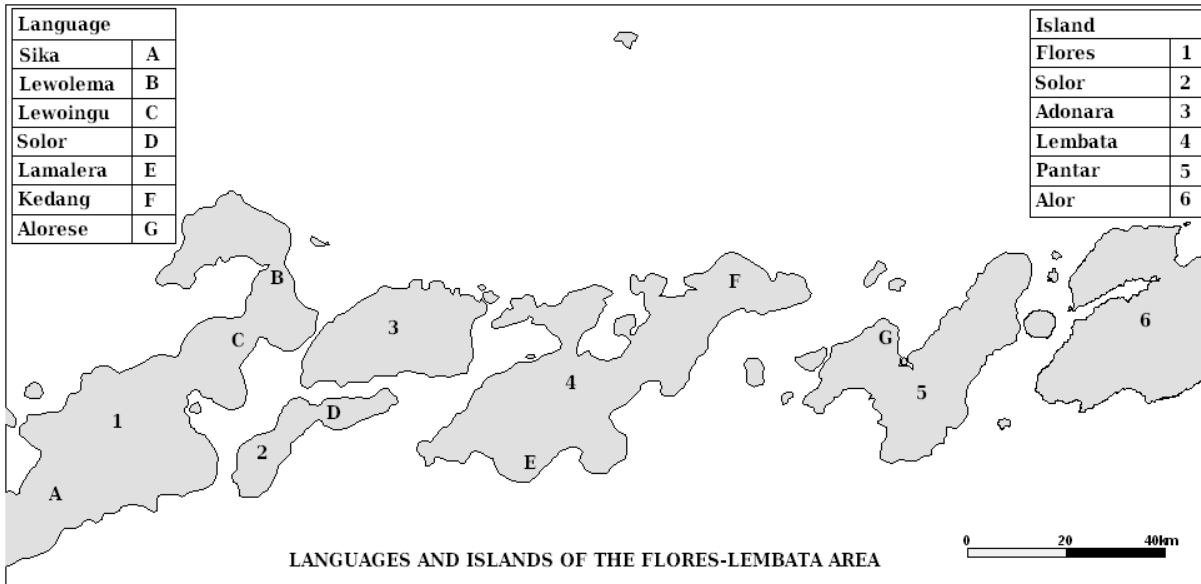 Language
Sika A
Lewolema B
Lewoingu C
Solor D
Lamalera E
Kedang F
Alorese G
Island
Flores 1
Solor 2
Adonara 3
Lembata 4
Pantar 5
Alor 6
B
F
C
3
G
6
4
5
1
D
2
E
A
0 20 40km
LANGUAGES AND ISLANDS OF THE FLORES-LEMBATA AREA